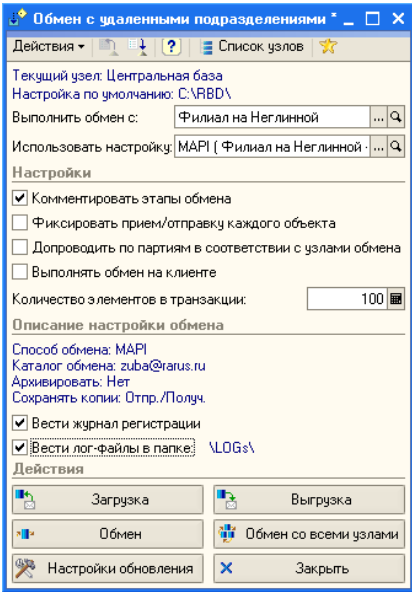 Обмен с удаленными подразделениями *
Действия
Список узлов
Текущий узел: Центральная база
Настройка по умолчанию: C:\RBD\
Выполнить обмен с: Филиал на Неглинной ...
Использовать настройку: MAPI ( Филиал на Неглинной - ...
Настройки
Комментировать этапы обмена
Фиксировать прием/отправку каждого объекта
Допроводить по партиям в соответствии с узлами обмена
Выполнять обмен на клиенте
Количество элементов в транзакции: 100
Описание настройки обмена
Способ обмена: MAPI
Каталог обмена: zuba@rarus.ru
Архивировать: Нет
Сохранять копии: Отпр./Получ.
Вести журнал регистрации
Вести лог-файлы в папке: \LOGs\
Действия
Загрузка Выгрузка
Обмен Обмен со всеми узлами
Настройки обновления Закрыть